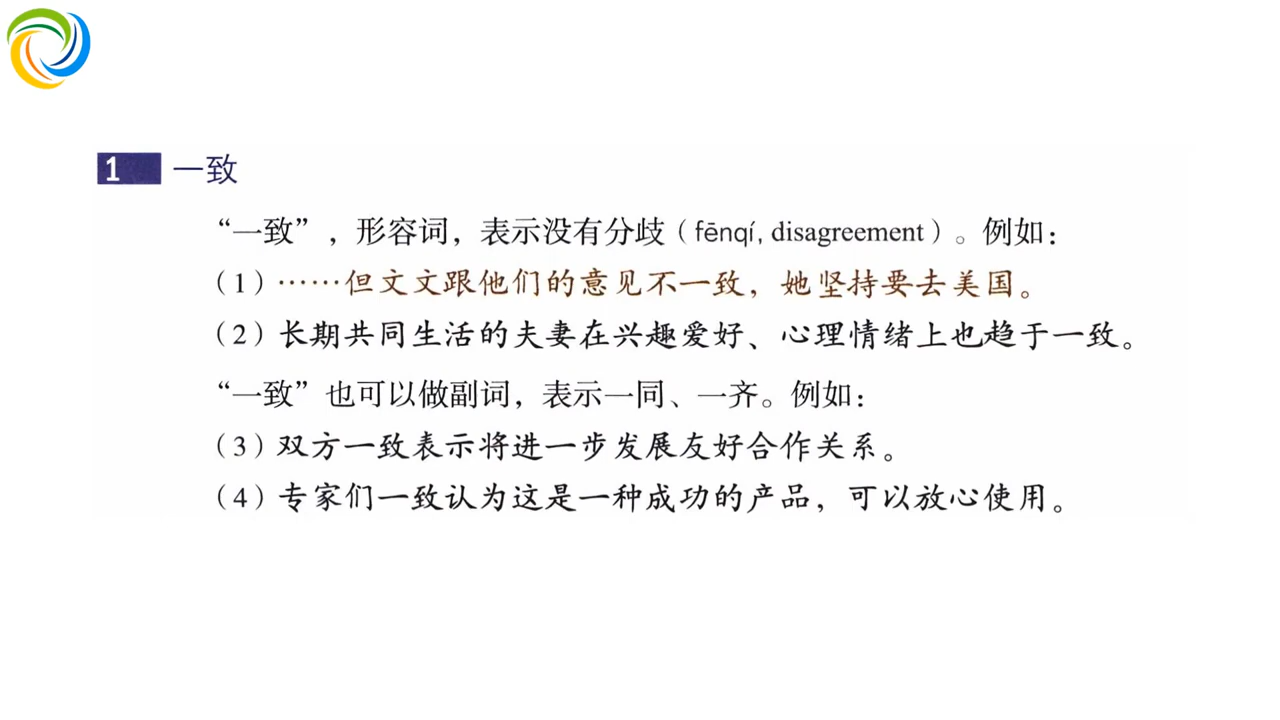 1 一致
“一致”，形容词，表示没有分歧（fēnqí, disagreement）。例如：
（1）……但文文跟他们的意见不一致，她坚持要去美国。
（2）长期共同生活的夫妻在兴趣爱好、心理情绪上也趋于一致。
“一致”也可以做副词，表示一同、一齐。例如：
（3）双方一致表示将进一步发展友好合作关系。
（4）专家们一致认为这是一种成功的产品，可以放心使用。